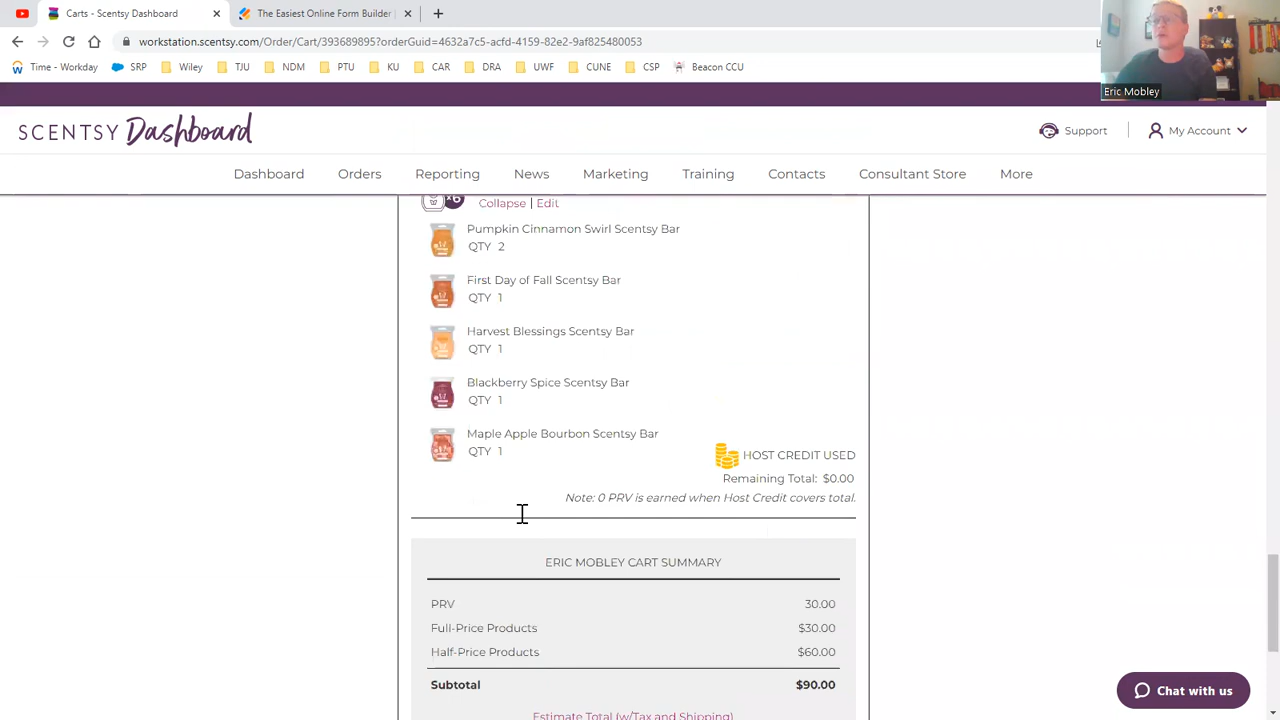 Carts - Scentsy Dashboard
The Easiest Online Form Builder
workstation.scentsy.com/Order/Cart/393689895?orderGuid=4632a7c5-acfd-4159-82e2-9af825480053
Time - Workday SRP Wiley TJU NDM PTU KU CAR DRA UWF CUNE CSP Beacon CCU
Eric Mobley
SCENTSY Dashboard
Support My Account
Dashboard Orders Reporting News Marketing Training Contacts Consultant Store More
x6 Collapse | Edit
Pumpkin Cinnamon Swirl Scentsy Bar
QTY 2
First Day of Fall Scentsy Bar
QTY 1
Harvest Blessings Scentsy Bar
QTY 1
Blackberry Spice Scentsy Bar
QTY 1
Maple Apple Bourbon Scentsy Bar
QTY 1
HOST CREDIT USED
Remaining Total: $0.00
Note: 0 PRV is earned when Host Credit covers total.
ERIC MOBLEY CART SUMMARY
PRV 30.00
Full-Price Products $30.00
Half-Price Products $60.00
Subtotal $90.00
Estimate Total (w/Tax and Shipping)
Chat with us